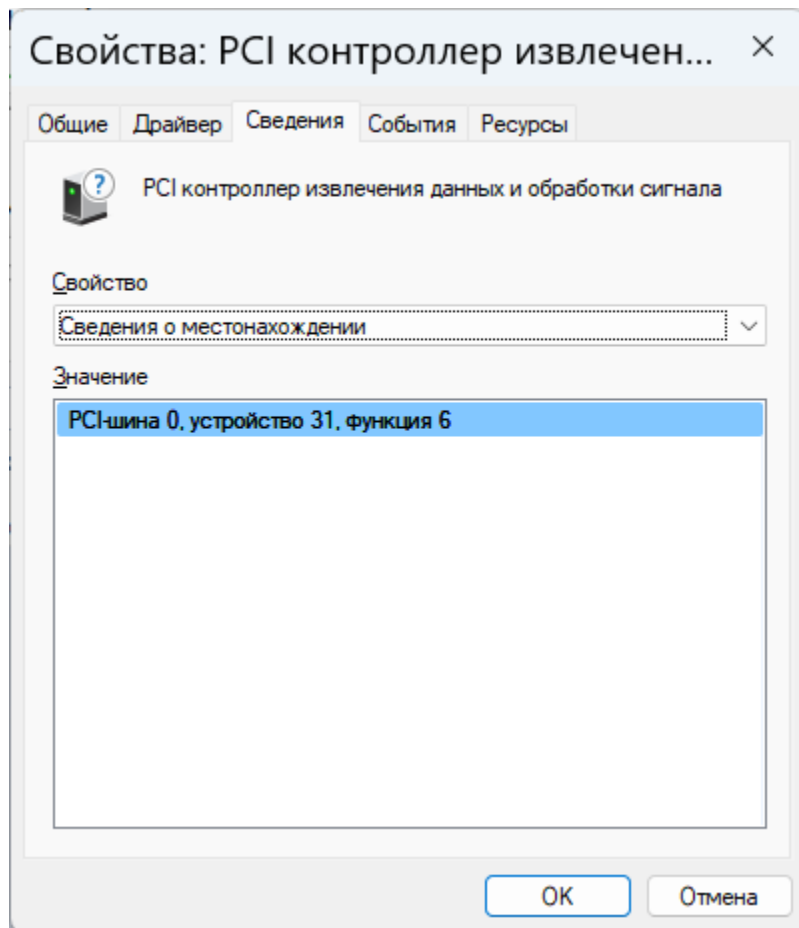 Свойства: PCI контроллер извлечен...
Общие Драйвер Сведения События Ресурсы
PCI контроллер извлечения данных и обработки сигнала
Свойство
Сведения о местонахождении
Значение
PCI-шина 0, устройство 31, функция 6
OK Отмена